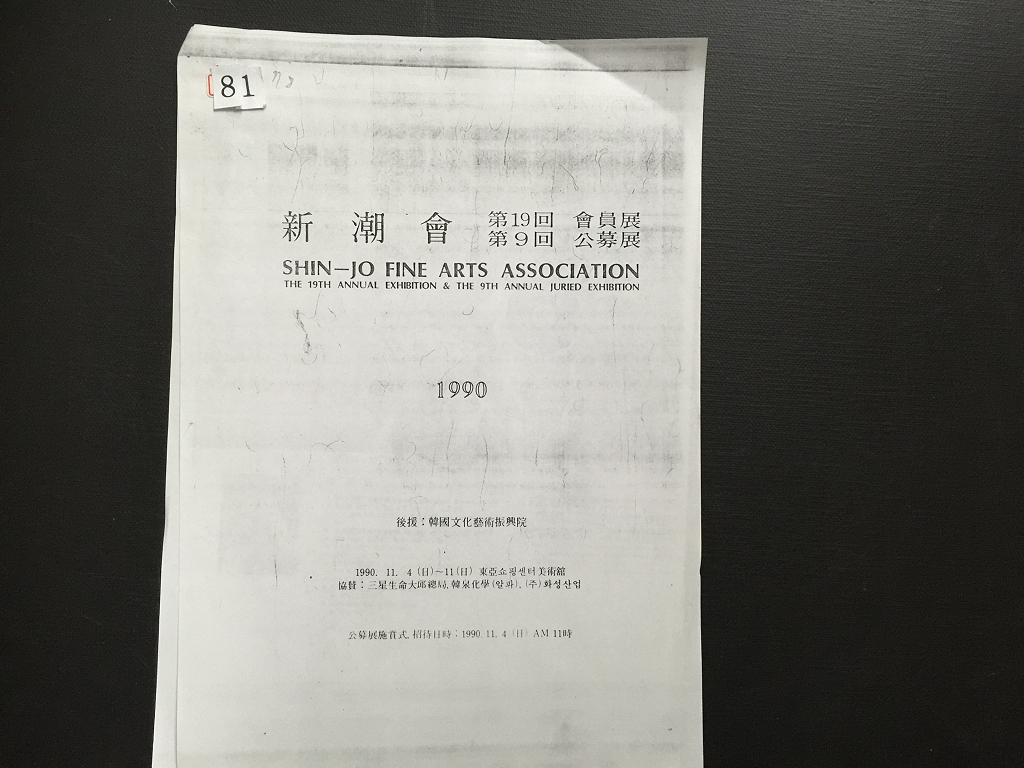 81
新潮會 第19回 會員展
第9回 公募展
SHIN-JO FINE ARTS ASSOCIATION
THE 19TH ANNUAL EXHIBITION & THE 9TH ANNUAL JURIED EXHIBITION
1990
後援：韓國文化藝術振興院
1990. 11. 4 (日)~11(日) 東亞쇼핑센터美術館
協贊：三星生命大邱總局, 韓泉化學(알파), (주)화성산업
公募展施賞式, 招待日時：1990. 11. 4 (日) AM 11時